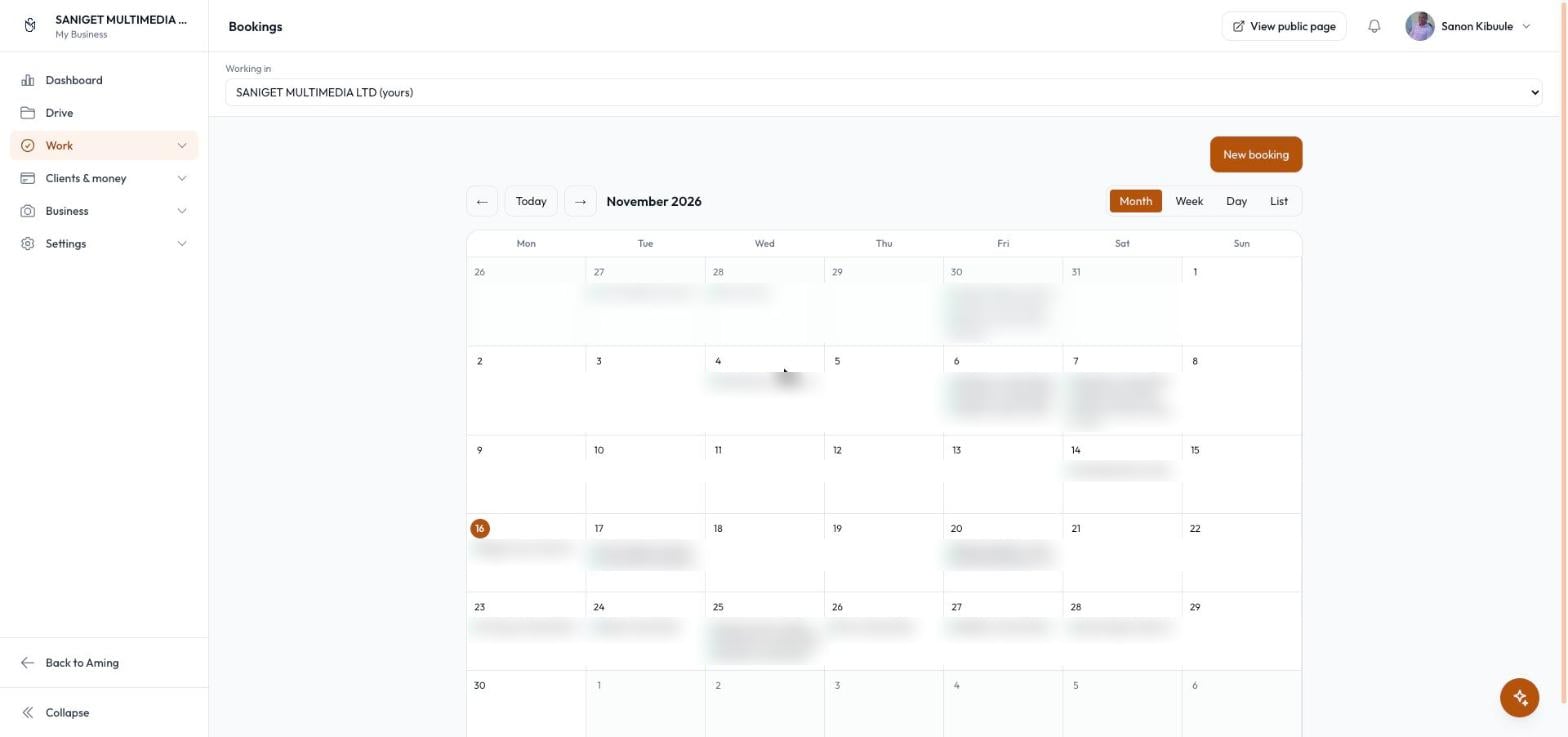 SANIGET MULTIMEDIA ...
My Business
Dashboard
Drive
Work
Clients & money
Business
Settings
Back to Aming
Collapse
Bookings
View public page
Sanon Kibuule
Working in
SANIGET MULTIMEDIA LTD (yours)
New booking
← Today → November 2026
Month Week Day List
Mon Tue Wed Thu Fri Sat Sun
26 27 28 29 30 31 1
2 3 4 5 6 7 8
9 10 11 12 13 14 15
16 17 18 19 20 21 22
23 24 25 26 27 28 29
30 1 2 3 4 5 6